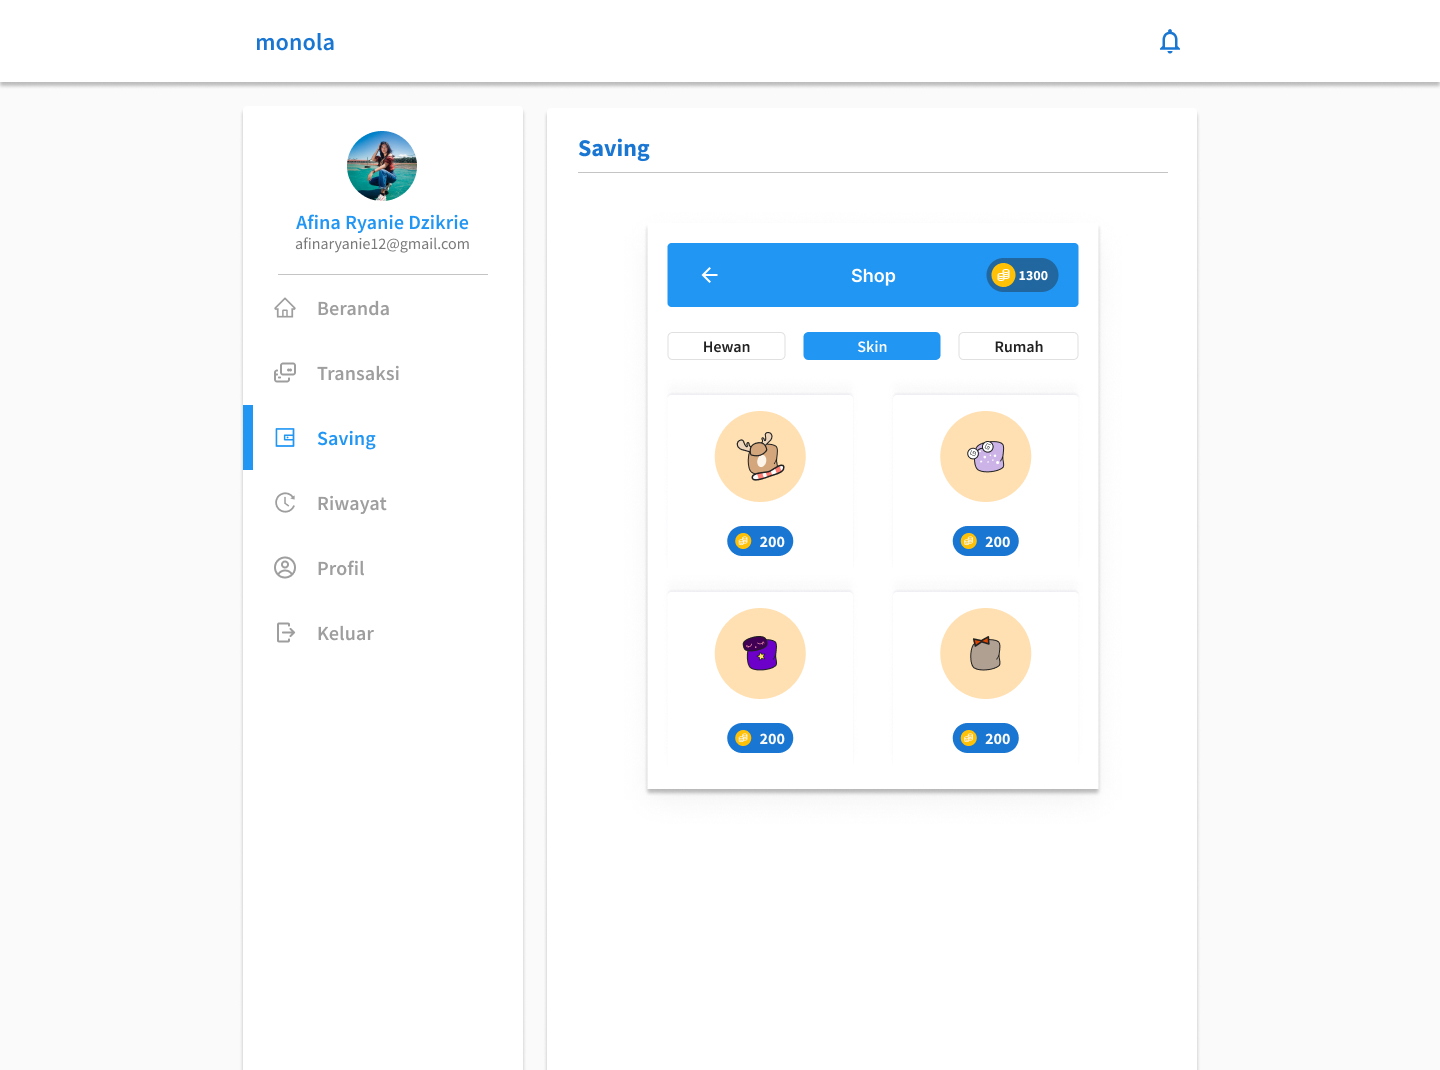 monola
Afina Ryanie Dzikrie
afinaryanie12@gmail.com
Beranda
Transaksi
Saving
Riwayat
Profil
Keluar
Saving
Shop
1300
Hewan
Skin
Rumah
200
200
200
200